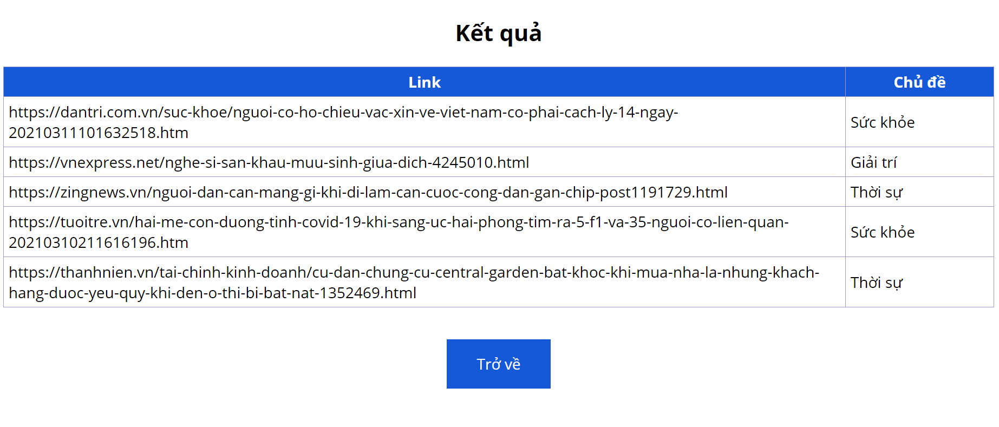 Kết quả
Link
Chủ đề
https://dantri.com.vn/suc-khoe/nguoi-co-ho-chieu-vac-xin-ve-viet-nam-co-phai-cach-ly-14-ngay-
20210311101632518.htm
Sức khỏe
https://vnexpress.net/nghe-si-san-khau-muu-sinh-giua-dich-4245010.html
Giải trí
https://zingnews.vn/nguoi-dan-can-mang-gi-khi-di-lam-can-cuoc-cong-dan-gan-chip-post1191729.html
Thời sự
https://tuoitre.vn/hai-me-con-duong-tinh-covid-19-khi-sang-uc-hai-phong-tim-ra-5-f1-va-35-nguoi-co-lien-quan-
20210310211616196.htm
Sức khỏe
https://thanhnien.vn/tai-chinh-kinh-doanh/cu-dan-chung-cu-central-garden-bat-khoc-khi-mua-nha-la-nhung-khach-
hang-duoc-yeu-quy-khi-den-o-thi-bi-bat-nat-1352469.html
Thời sự
Trở về